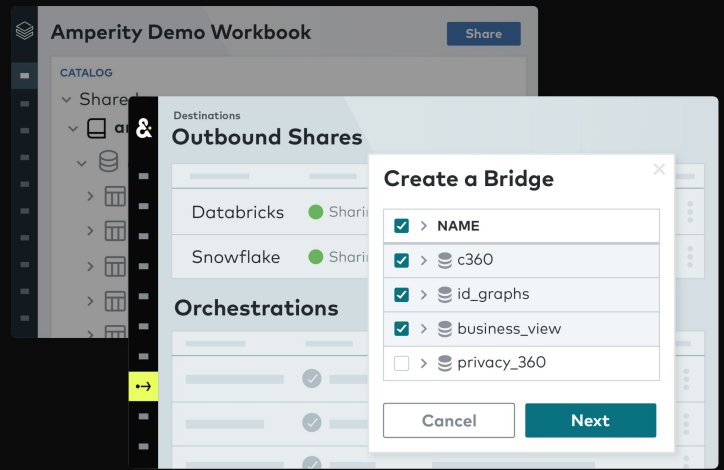 Amperity Demo Workbook
Share
CATALOG
&
Destinations
Outbound Shares
Databricks
Snowflake
Orchestrations
Create a Bridge
NAME
c360
id_graphs
business_view
privacy_360
Cancel
Next